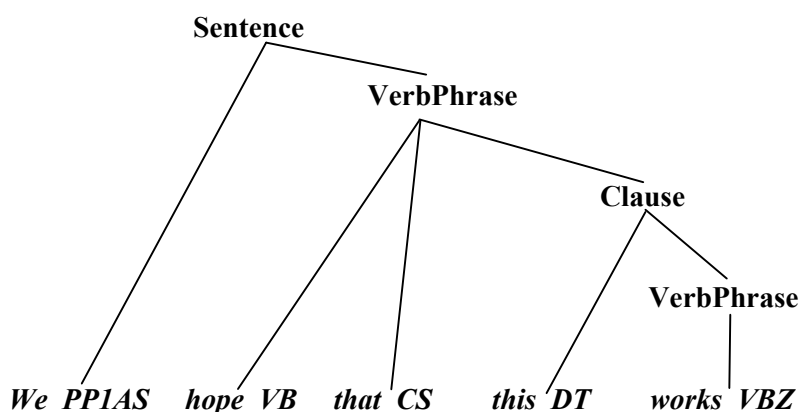 Sentence
VerbPhrase
Clause
VerbPhrase
We PP1AS hope VB that CS this DT works VBZ